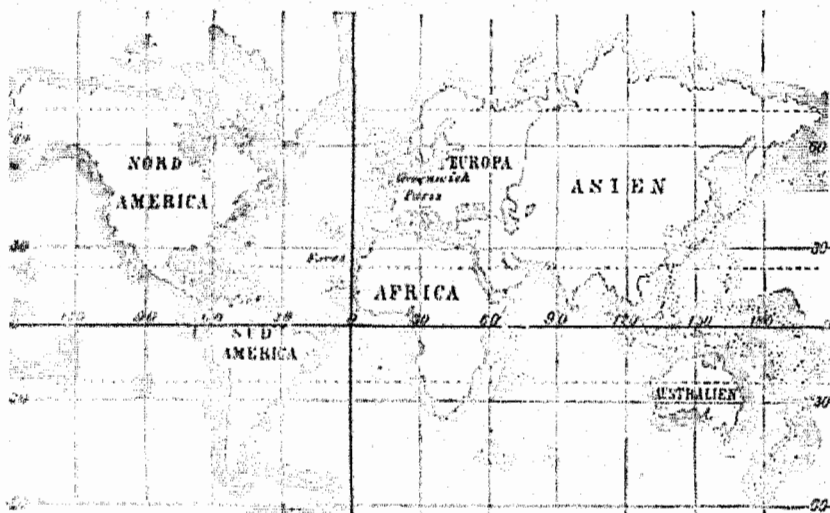 60
NORD
EUROPA
Greenwich
ASIEN
AMERICA
Paris
30
30
Ferro
AFRICA
0
30
60
90
120
150
180
SUD
AMERICA
AUSTRALIEN
30
60